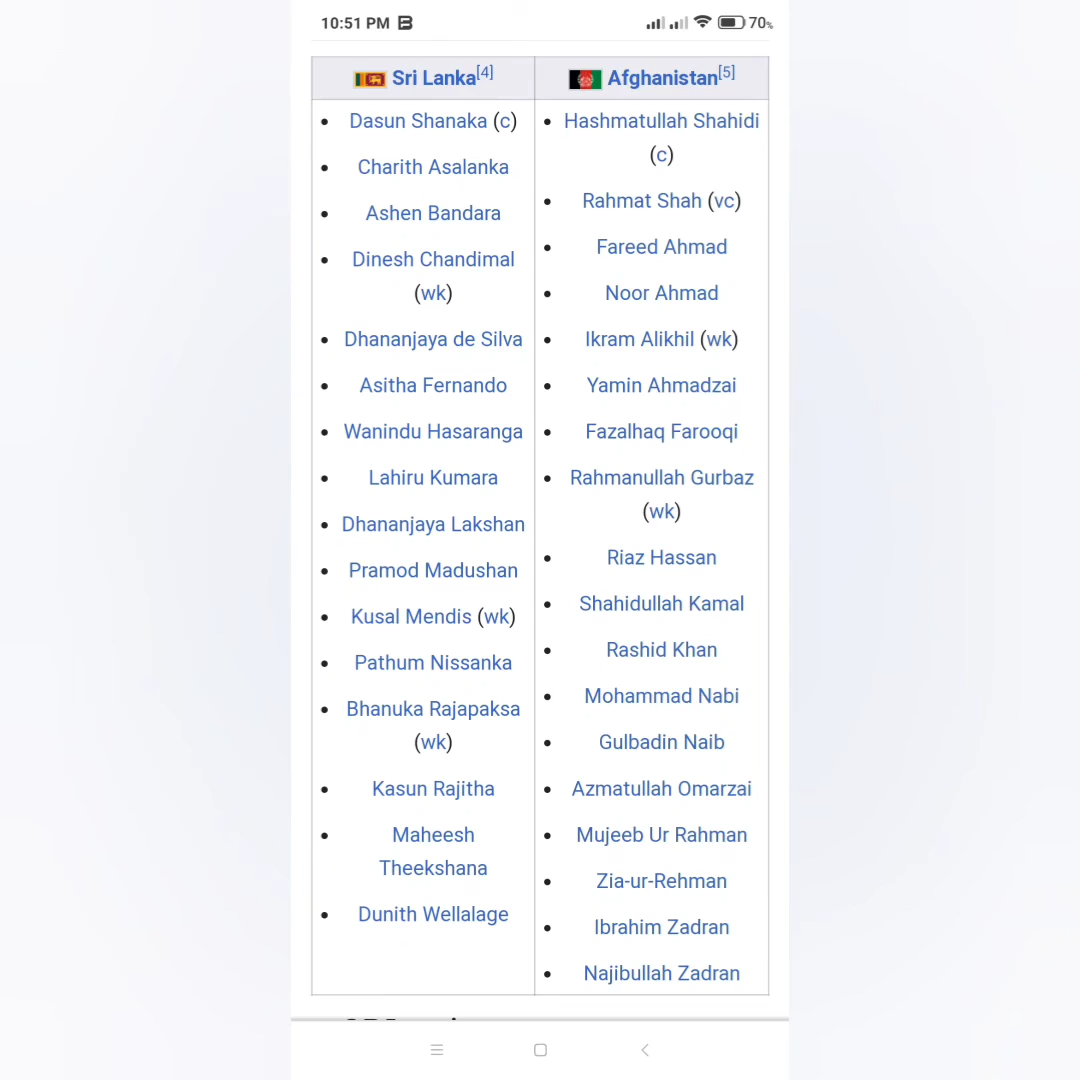 10:51 PM
70%
Sri Lanka[4]
Dasun Shanaka (c)
Charith Asalanka
Ashen Bandara
Dinesh Chandimal
(wk)
Dhananjaya de Silva
Asitha Fernando
Wanindu Hasaranga
Lahiru Kumara
Dhananjaya Lakshan
Pramod Madushan
Kusal Mendis (wk)
Pathum Nissanka
Bhanuka Rajapaksa
(wk)
Kasun Rajitha
Maheesh
Theekshana
Dunith Wellalage
Afghanistan[5]
Hashmatullah Shahidi
(c)
Rahmat Shah (vc)
Fareed Ahmad
Noor Ahmad
Ikram Alikhil (wk)
Yamin Ahmadzai
Fazalhaq Farooqi
Rahmanullah Gurbaz
(wk)
Riaz Hassan
Shahidullah Kamal
Rashid Khan
Mohammad Nabi
Gulbadin Naib
Azmatullah Omarzai
Mujeeb Ur Rahman
Zia-ur-Rehman
Ibrahim Zadran
Najibullah Zadran